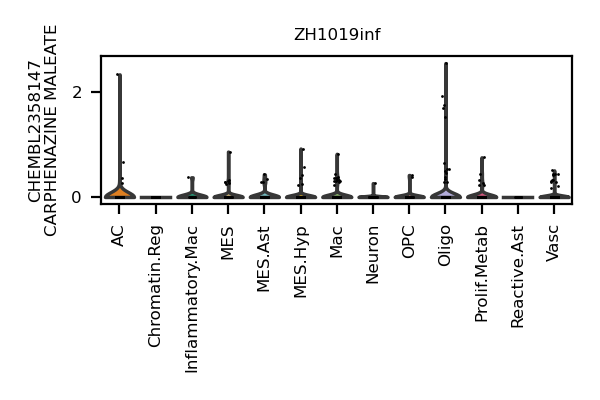 ZH1019inf
CHEMBL2358147
CARPHENAZINE MALEATE
2
0
AC
Chromatin.Reg
Inflammatory.Mac
MES
MES.Ast
MES.Hyp
Mac
Neuron
OPC
Oligo
Prolif.Metab
Reactive.Ast
Vasc